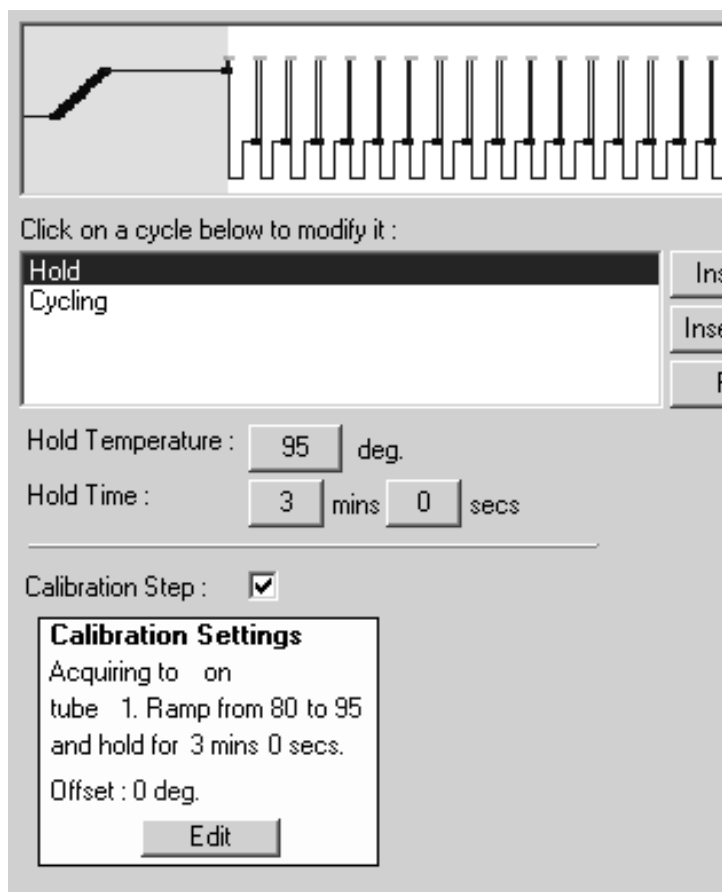 Click on a cycle below to modify it :
Hold
Cycling
Ins
Inse
Hold Temperature : 95 deg.
Hold Time : 3 mins 0 secs
Calibration Step :
Calibration Settings
Acquiring to on
tube 1. Ramp from 80 to 95
and hold for 3 mins 0 secs.
Offset : 0 deg.
Edit